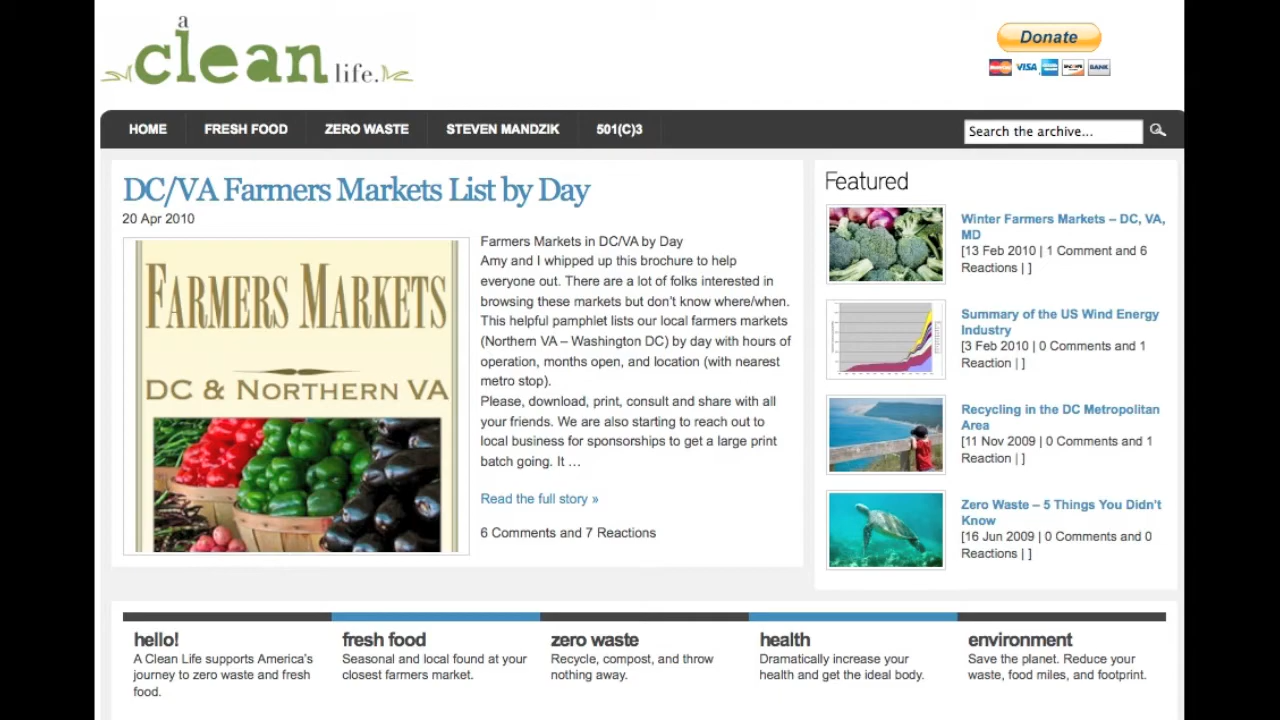 a
clean life.
Donate
VISA
BANK
HOME
FRESH FOOD
ZERO WASTE
STEVEN MANDZIK
501(C)3
Search the archive...
DC/VA Farmers Markets List by Day
20 Apr 2010
FARMERS MARKETS
DC & NORTHERN VA
Farmers Markets in DC/VA by Day
Amy and I whipped up this brochure to help
everyone out. There are a lot of folks interested in
browsing these markets but don't know where/when.
This helpful pamphlet lists our local farmers markets
(Northern VA – Washington DC) by day with hours of
operation, months open, and location (with nearest
metro stop).
Please, download, print, consult and share with all
your friends. We are also starting to reach out to
local business for sponsorships to get a large print
batch going. It …
Read the full story »
6 Comments and 7 Reactions
Featured
Winter Farmers Markets – DC, VA,
MD
[13 Feb 2010 | 1 Comment and 6
Reactions | ]
Summary of the US Wind Energy
Industry
[3 Feb 2010 | 0 Comments and 1
Reaction | ]
Recycling in the DC Metropolitan
Area
[11 Nov 2009 | 0 Comments and 1
Reaction | ]
Zero Waste – 5 Things You Didn't
Know
[16 Jun 2009 | 0 Comments and 0
Reactions | ]
hello!
A Clean Life supports America's
journey to zero waste and fresh
food.
fresh food
Seasonal and local found at your
closest farmers market.
zero waste
Recycle, compost, and throw
nothing away.
health
Dramatically increase your
health and get the ideal body.
environment
Save the planet. Reduce your
waste, food miles, and footprint.